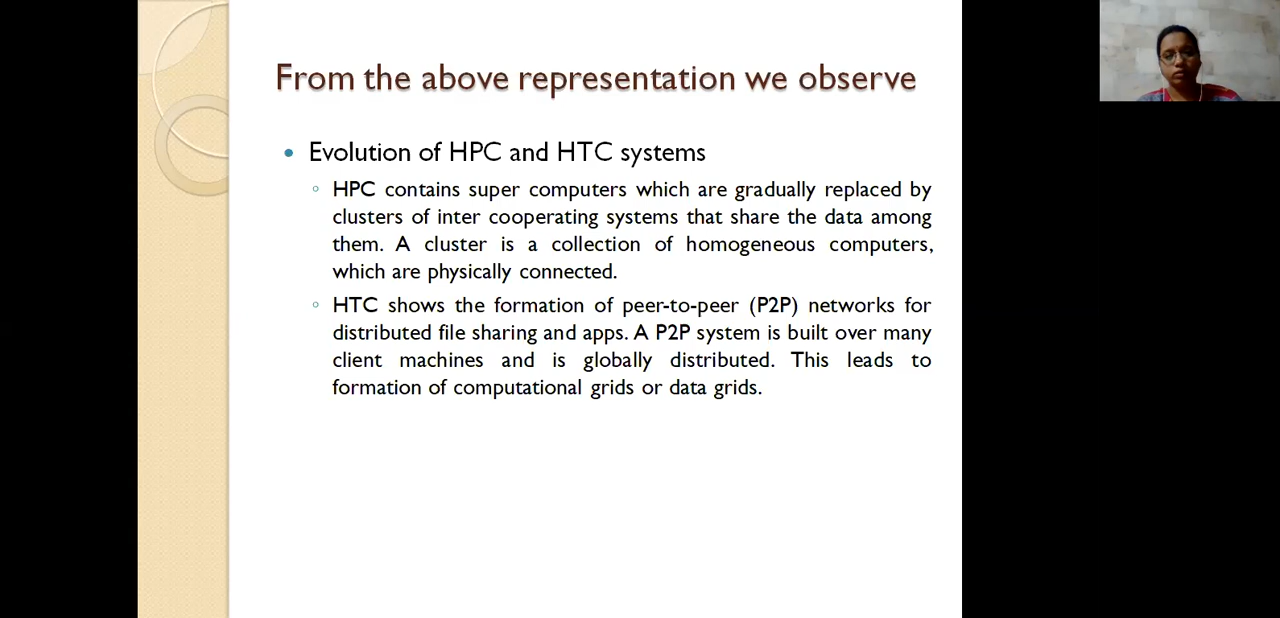 From the above representation we observe
Evolution of HPC and HTC systems
HPC contains super computers which are gradually replaced by
clusters of inter cooperating systems that share the data among
them. A cluster is a collection of homogeneous computers,
which are physically connected.
HTC shows the formation of peer-to-peer (P2P) networks for
distributed file sharing and apps. A P2P system is built over many
client machines and is globally distributed. This leads to
formation of computational grids or data grids.